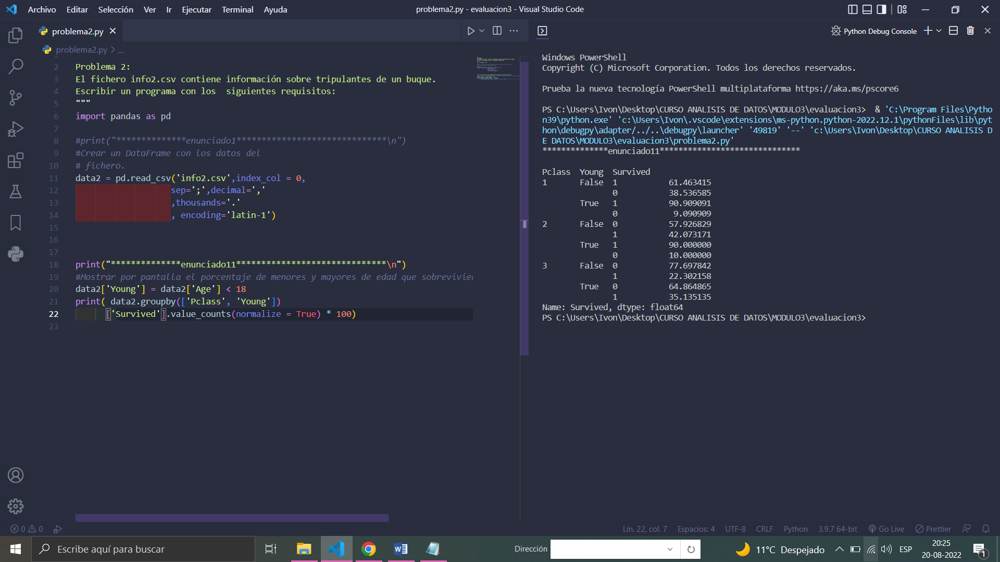 Archivo Editar Selección Ver Ir Ejecutar Terminal Ayuda
problema2.py - evaluacion3 - Visual Studio Code
problema2.py
problema2.py > ...
2 Problema 2:
3 El fichero info2.csv contiene información sobre tripulantes de un buque.
4 Escribir un programa con los  siguientes requisitos:
5 """
6 import pandas as pd
7
8 #print("**************enunciado1******************************\n")
9 #Crear un DataFrame con los datos del
10 # fichero.
11 data2 = pd.read_csv('info2.csv',index_col = 0,
12 sep=';',decimal=','
13 ,thousands='.'
14 , encoding='latin-1')
15
16
17
18 print("**************enunciado11******************************\n")
19 #Mostrar por pantalla el porcentaje de menores y mayores de edad que
20 data2['Young'] = data2['Age'] < 18
21 print( data2.groupby(['Pclass', 'Young'])
22 ['Survived'].value_counts(normalize = True) * 100)
23
Python Debug Console
Windows PowerShell
Copyright (C) Microsoft Corporation. Todos los derechos reservados.
Prueba la nueva tecnología PowerShell multiplataforma https://aka.ms/pscore6
PS C:\Users\Ivon\Desktop\CURSO ANALISIS DE DATOS\MODULO3\evaluacion3>  & 'C:\Program Files\Pytho
n39\python.exe' 'c:\Users\Ivon\.vscode\extensions\ms-python.python-2022.12.1\pythonFiles\lib\pyt
hon\debugpy\adapter/../..\debugpy\launcher' '49819' '--' 'c:\Users\Ivon\Desktop\CURSO ANALISIS D
E DATOS\MODULO3\evaluacion3\problema2.py'
**************enunciado11******************************
Pclass  Young  Survived
1       False  1           61.463415
0           38.536585
True   1           90.909091
0            9.090909
2       False  0           57.926829
1           42.073171
True   1           90.000000
0           10.000000
3       False  0           77.697842
1           22.302158
True   0           64.864865
1           35.135135
Name: Survived, dtype: float64
PS C:\Users\Ivon\Desktop\CURSO ANALISIS DE DATOS\MODULO3\evaluacion3>
0 0
Lín. 22, col. 7 Espacios: 4 UTF-8 CRLF Python 3.9.7 64-bit Go Live Prettier
Escribe aquí para buscar
Dirección
11°C Despejado
ESP
20:25
20-08-2022
1